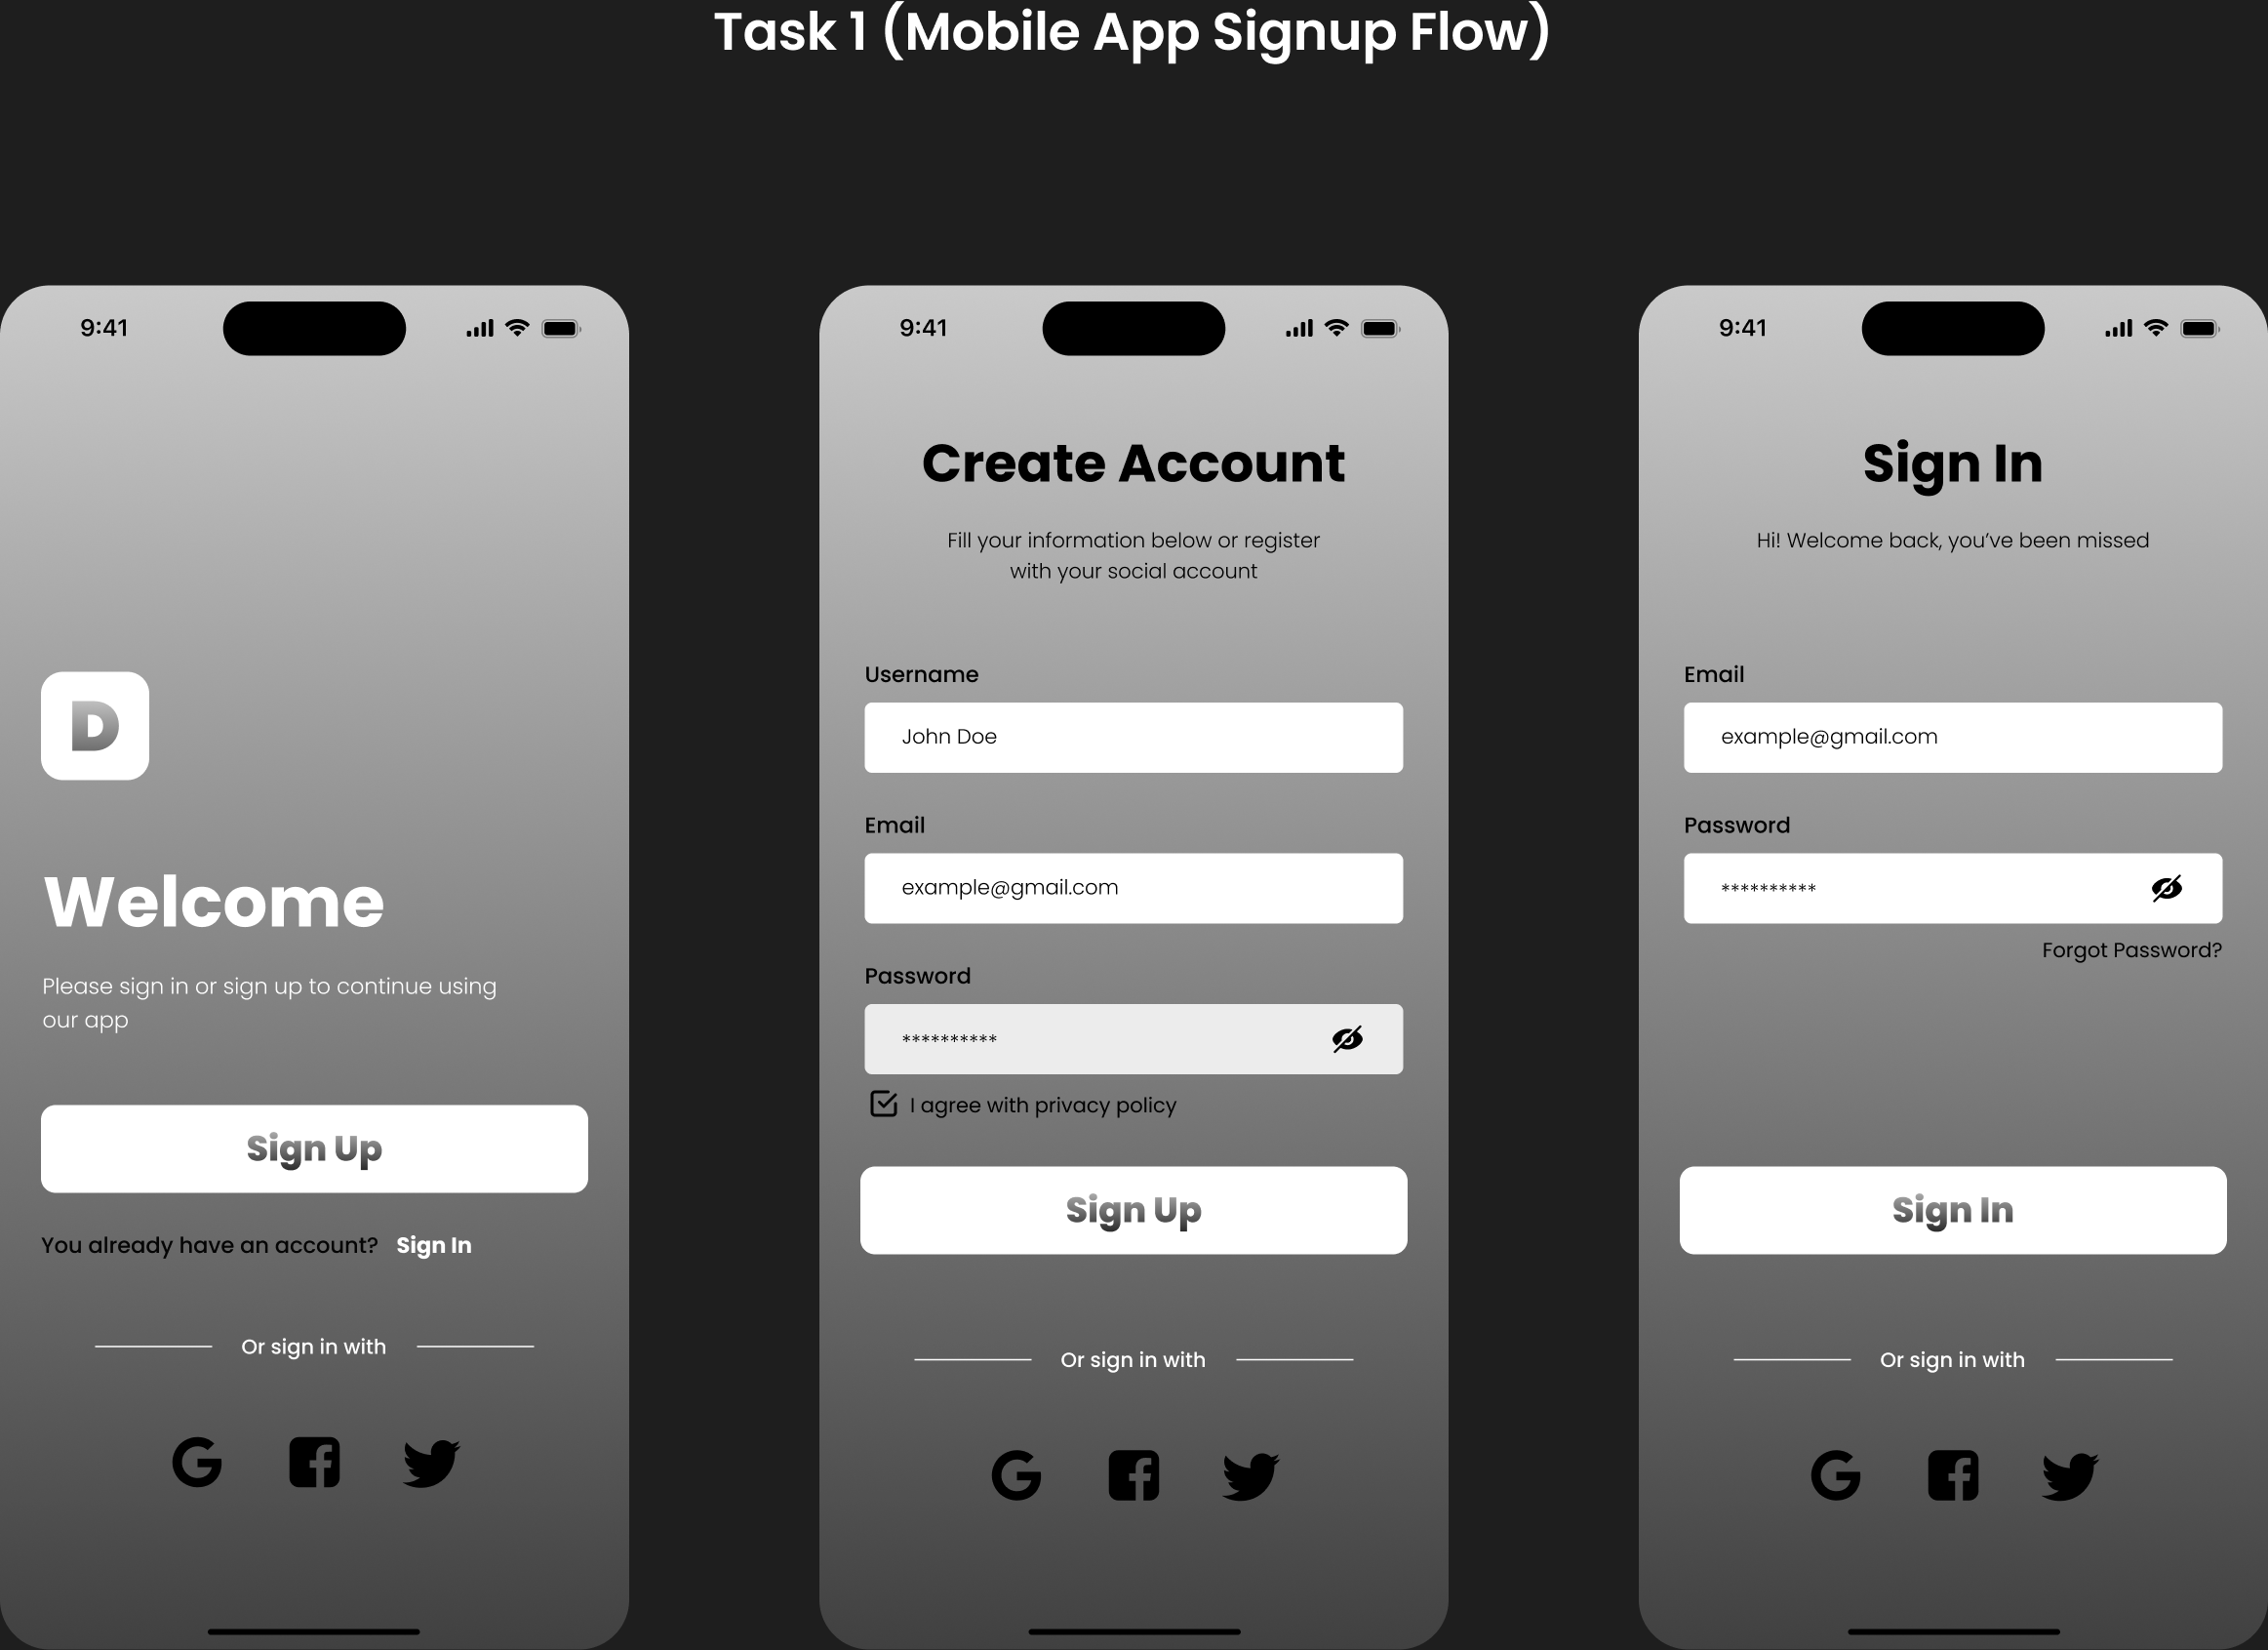 Task 1 (Mobile App Signup Flow)
9:41
D
Welcome
Please sign in or sign up to continue using
our app
Sign Up
You already have an account? Sign In
Or sign in with
9:41
Create Account
Fill your information below or register
with your social account
Username
John Doe
Email
example@gmail.com
Password
**********
I agree with privacy policy
Sign Up
Or sign in with
9:41
Sign In
Hi! Welcome back, you’ve been missed
Email
example@gmail.com
Password
**********
Forgot Password?
Sign In
Or sign in with